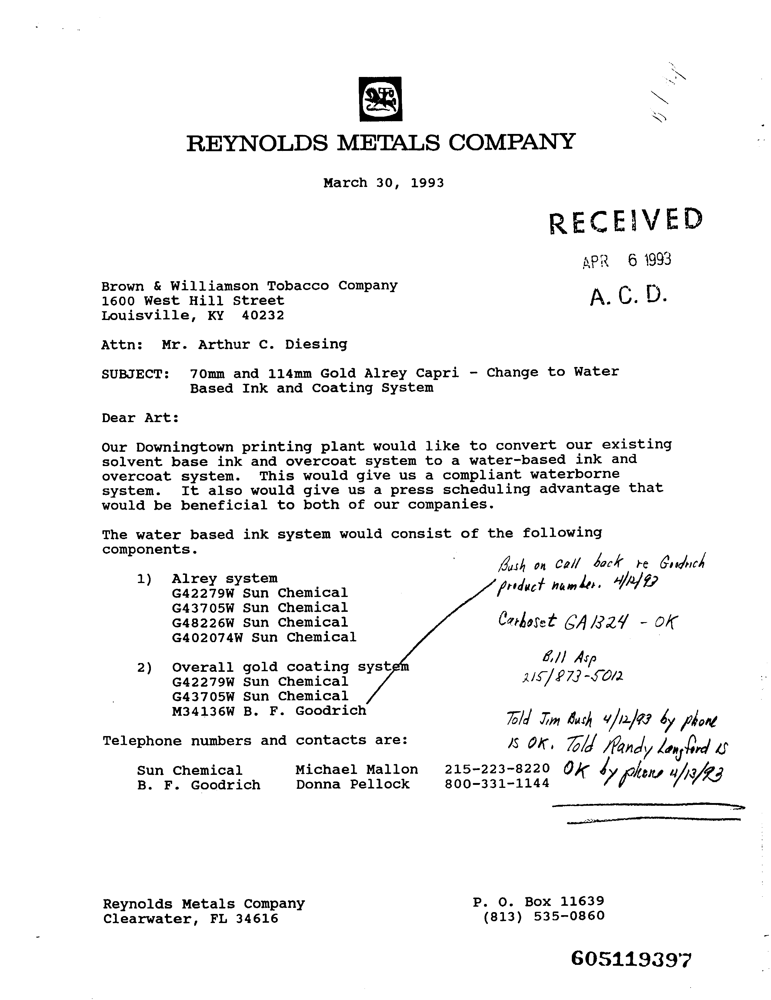 REYNOLDS METALS COMPANY
March 30, 1993
RECEIVED
APR 6 1993
A. C. D.
Brown & Williamson Tobacco Company
1600 West Hill Street
Louisville, KY 40232
Attn: Mr. Arthur C. Diesing
SUBJECT: 70mm and 114mm Gold Alrey Capri - Change to Water
Based Ink and Coating System
Dear Art:
Our Downingtown printing plant would like to convert our existing
solvent base ink and overcoat system to a water-based ink and
overcoat system. This would give us a compliant waterborne
system. It also would give us a press scheduling advantage that
would be beneficial to both of our companies.
The water based ink system would consist of the following
components.
Bush on call back re Goodrich
product number. 4/12/93
1) Alrey system
G42279W Sun Chemical
G43705W Sun Chemical
G48226W Sun Chemical
G402074W Sun Chemical
Carboset GA1324 - OK
Bill Asp
215/873-5012
2) Overall gold coating system
G42279W Sun Chemical
G43705W Sun Chemical
M34136W B. F. Goodrich
Told Jim Bush 4/12/93 by phone
is OK. Told Randy Langford is
OK by phone 4/13/93
Telephone numbers and contacts are:
Sun Chemical Michael Mallon 215-223-8220
B. F. Goodrich Donna Pellock 800-331-1144
Reynolds Metals Company P. O. Box 11639
Clearwater, FL 34616 (813) 535-0860
605119397